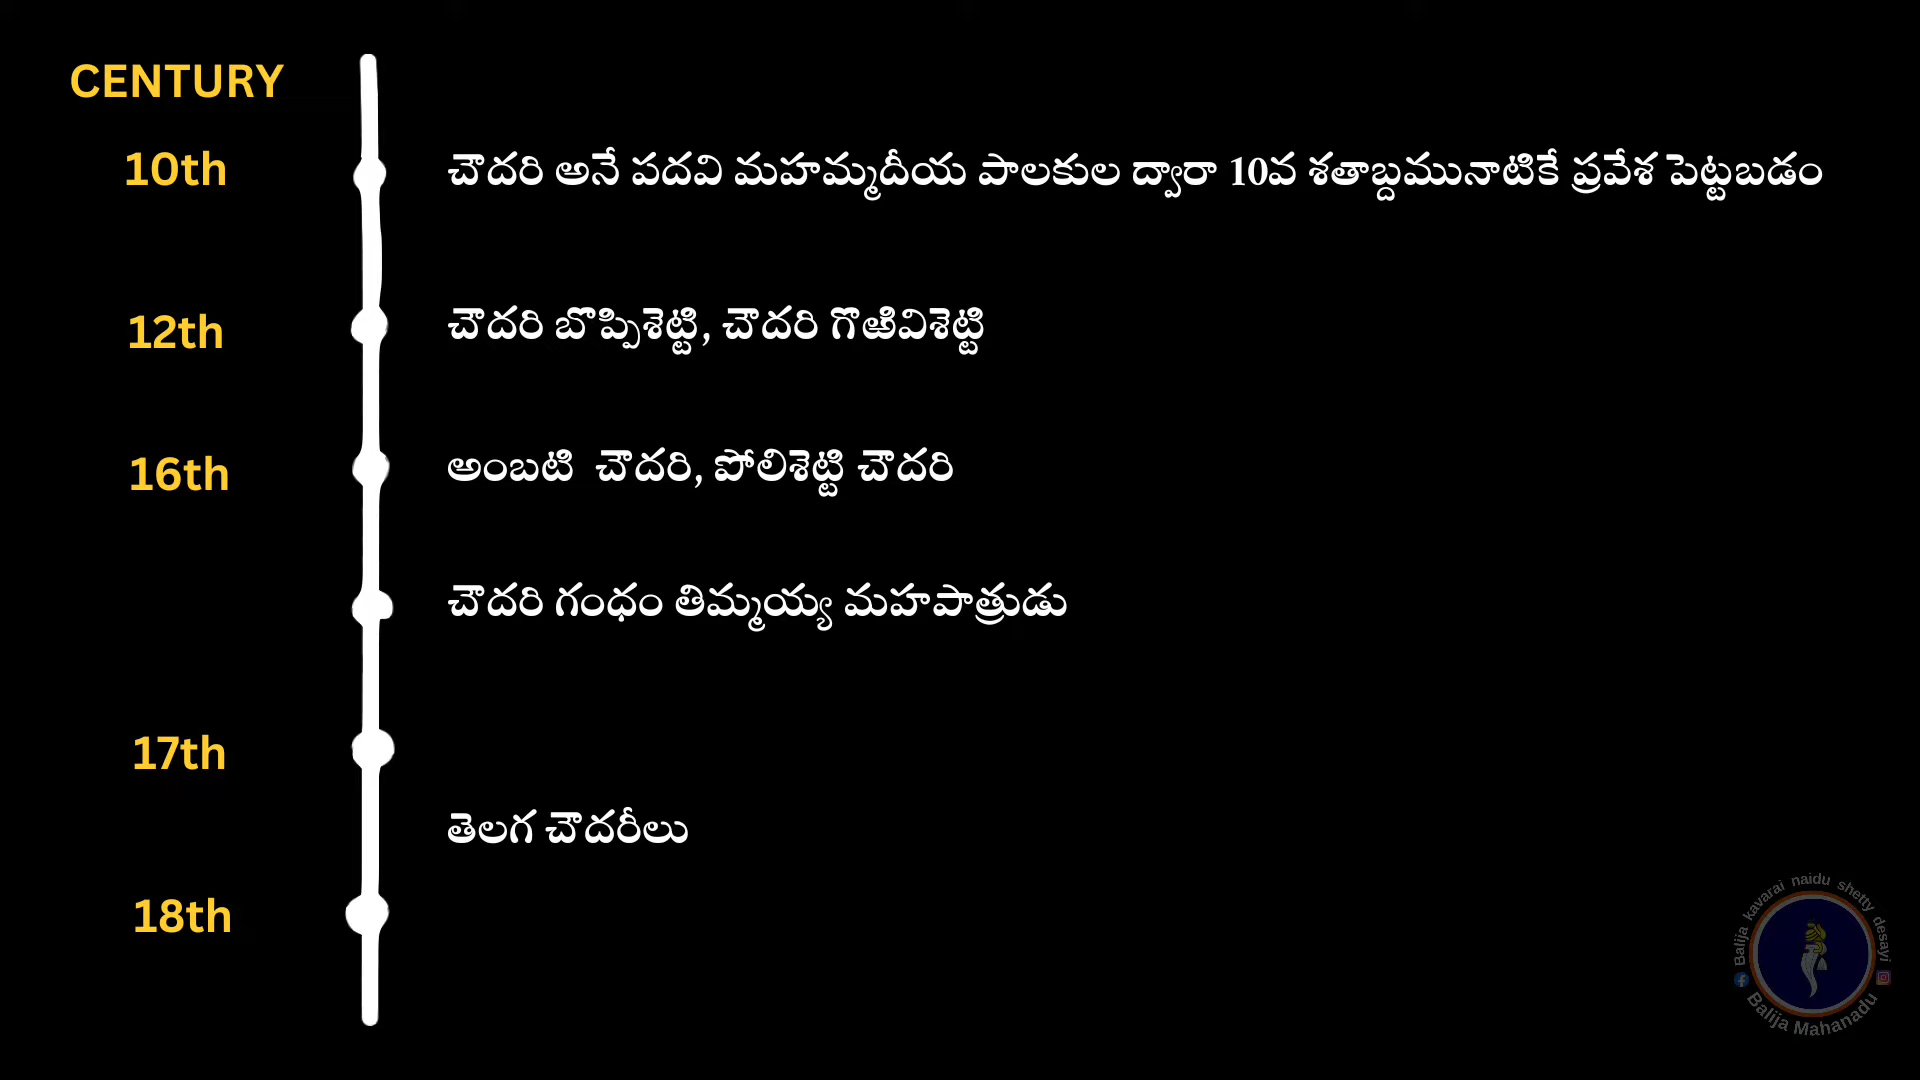 CENTURY
10th
చౌదరి అనే పదవి మహమ్మదీయ పాలకుల ద్వారా 10వ శతాబ్దమునాటికే ప్రవేశ పెట్టబడం
12th
చౌదరి బొప్పిశెట్టి, చౌదరి గొఱివిశెట్టి
16th
అంబటి చౌదరి, పోలిశెట్టి చౌదరి
చౌదరి గంధం తిమ్మయ్య మహపాత్రుడు
17th
తెలగ చౌదరీలు
18th
Balija kavarai naidu shetty desayi
Balija Mahanadu